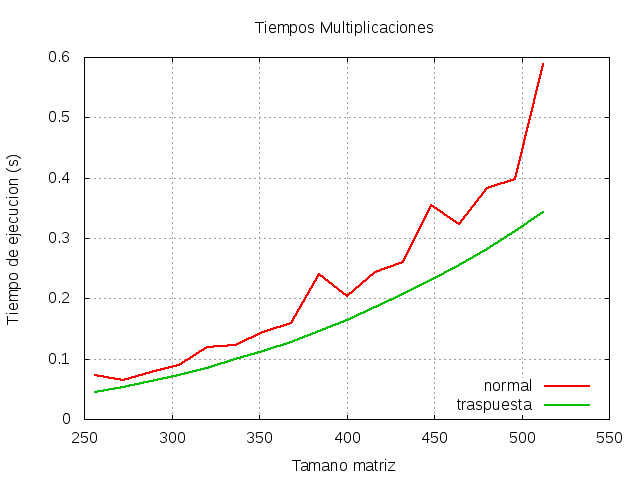 Tiempos Multiplicaciones
Tiempo de ejecucion (s)
0.6
0.5
0.4
0.3
0.2
0.1
0
normal
traspuesta
250 300 350 400 450 500 550
Tamano matriz